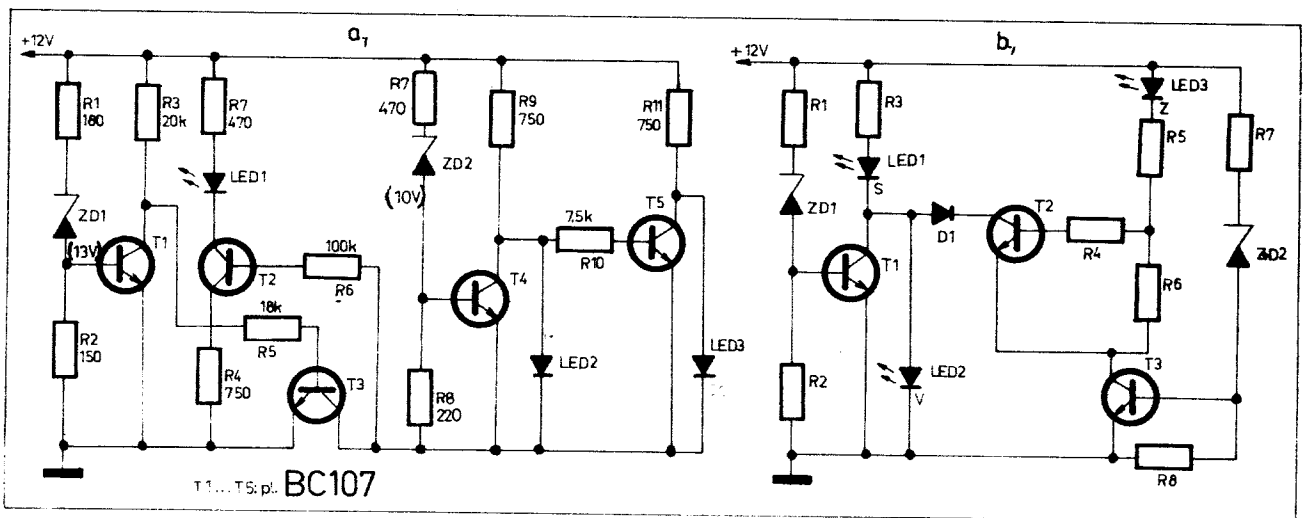 a,
+12V
R1
180
R3
20k
R7
470
LED1
ZD1
(13V)
T1
T2
100k
R6
18k
R5
R2
150
R4
750
T3
R7
470
ZD2
(10V)
R9
750
R11
750
T4
7,5k
R10
T5
R8
220
LED2
LED3
T1...T5: pl. BC107
b,
+12V
R1
R3
LED1
S
ZD1
T1
D1
T2
R4
LED3
Z
R5
R7
R6
ZD2
R2
LED2
V
T3
R8